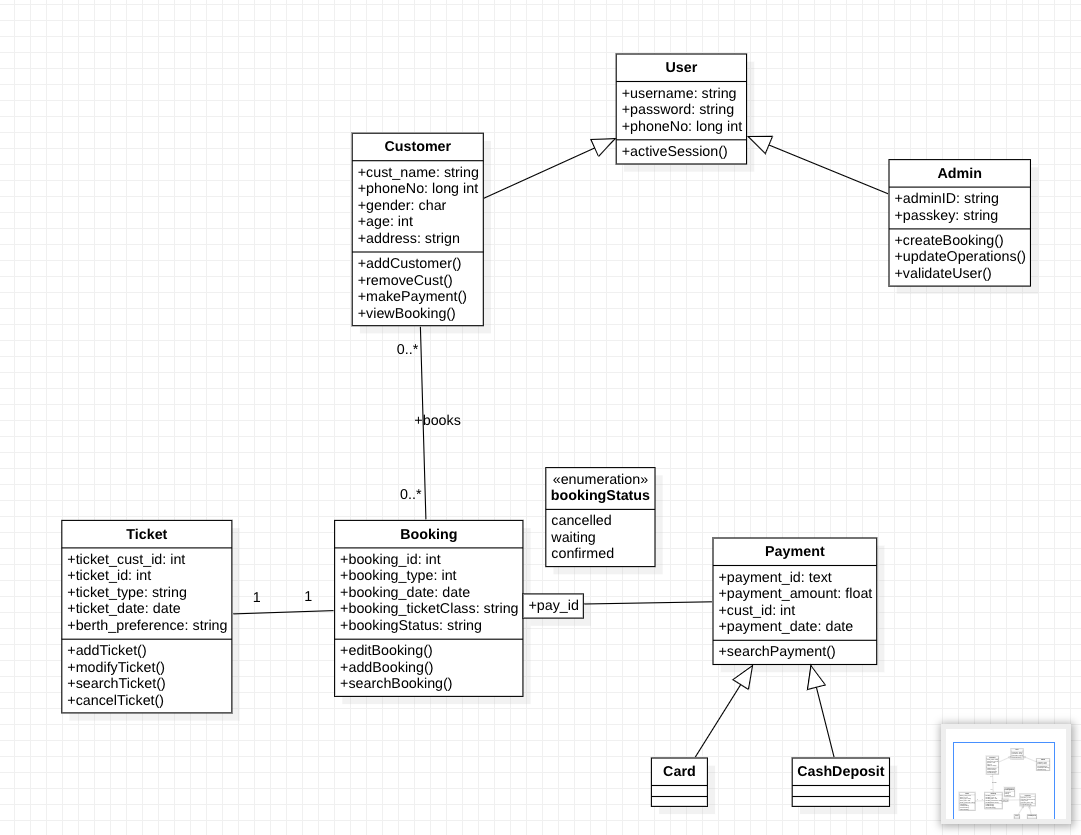 User
+username: string
+password: string
+phoneNo: long int
+activeSession()
Customer
+cust_name: string
+phoneNo: long int
+gender: char
+age: int
+address: strign
+addCustomer()
+removeCust()
+makePayment()
+viewBooking()
Admin
+adminID: string
+passkey: string
+createBooking()
+updateOperations()
+validateUser()
0..*
+books
0..*
«enumeration»
bookingStatus
cancelled
waiting
confirmed
Ticket
+ticket_cust_id: int
+ticket_id: int
+ticket_type: string
+ticket_date: date
+berth_preference: string
+addTicket()
+modifyTicket()
+searchTicket()
+cancelTicket()
1
1
Booking
+booking_id: int
+booking_type: int
+booking_date: date
+booking_ticketClass: string
+bookingStatus: string
+editBooking()
+addBooking()
+searchBooking()
+pay_id
Payment
+payment_id: text
+payment_amount: float
+cust_id: int
+payment_date: date
+searchPayment()
Card
CashDeposit